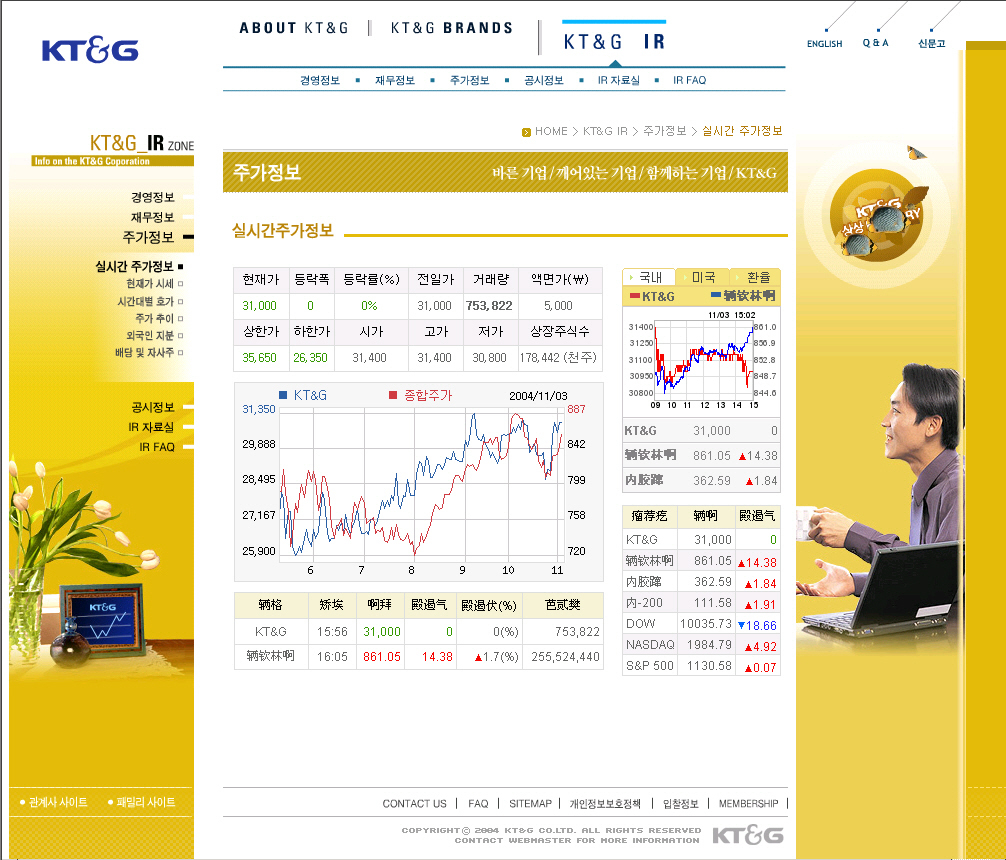 KT&G
ABOUT KT&G
KT&G BRANDS
KT&G IR
ENGLISH
Q & A
신문고
경영정보 재무정보 주가정보 공시정보 IR 자료실 IR FAQ
HOME > KT&G IR > 주가정보 > 실시간 주가정보
KT&G_IR ZONE
Info on the KT&G Coporation
경영정보
재무정보
주가정보
실시간 주가정보
현재가 시세
시간대별 호가
주가 추이
외국인 지분
배당 및 자사주
공시정보
IR 자료실
IR FAQ
KT&G
관계사 사이트 패밀리 사이트
주가정보
바른 기업 / 깨어있는 기업 / 함께하는 기업 / KT&G
실시간주가정보
현재가 등락폭 등락률(%) 전일가 거래량 액면가(₩)
31,000 0 0% 31,000 753,822 5,000
상한가 하한가 시가 고가 저가 상장주식수
35,650 26,350 31,400 31,400 30,800 178,442 (천주)
KT&G 종합주가 2004/11/03
31,350 887
29,888 842
28,495 799
27,167 758
25,900 720
6 7 8 9 10 11
辆格 矫埃 啊拜 殿遏气 殿遏伏(%) 芭贰樊
KT&G 15:56 31,000 0 0(%) 753,822
辆钦林啊 16:05 861.05 14.38 ▲1.7(%) 255,524,440
국내 미국 환율
KT&G 辆钦林啊
11/03 15:02
31400 861.0
31250 856.9
31100 852.8
30950 848.7
30800 844.6
09 10 11 12 13 14 15
KT&G 31,000 0
辆钦林啊 861.05 ▲14.38
内胶蹿 362.59 ▲1.84
瘤荐疙 辆啊 殿遏气
KT&G 31,000 0
辆钦林啊 861.05 ▲14.38
内胶蹿 362.59 ▲1.84
内-200 111.58 ▲1.91
DOW 10035.73 ▼18.66
NASDAQ 1984.79 ▲4.92
S&P 500 1130.58 ▲0.07
KT&G
상상
CONTACT US | FAQ | SITEMAP | 개인정보보호정책 | 입찰정보 | MEMBERSHIP |
COPYRIGHT© 2004 KT&G CO.LTD. ALL RIGHTS RESERVED
CONTACT WEBMASTER FOR MORE INFORMATION
KT&G